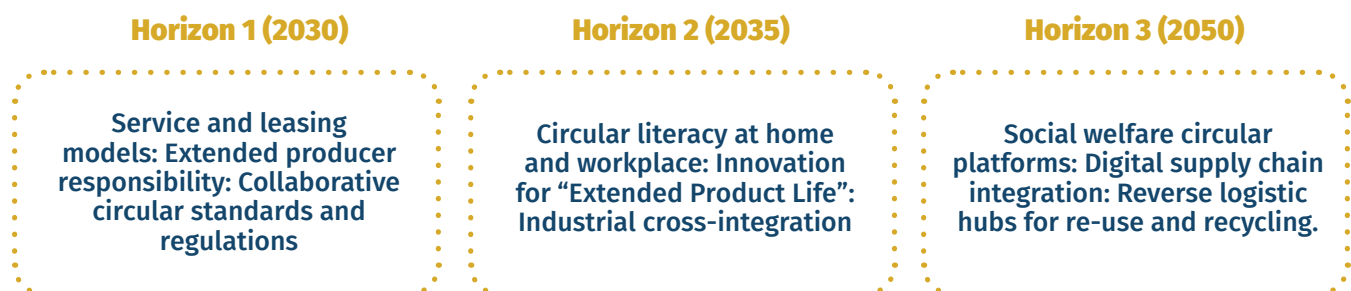 Horizon 1 (2030)
Service and leasing
models: Extended producer
responsibility: Collaborative
circular standards and
regulations
Horizon 2 (2035)
Circular literacy at home
and workplace: Innovation
for “Extended Product Life”:
Industrial cross-integration
Horizon 3 (2050)
Social welfare circular
platforms: Digital supply chain
integration: Reverse logistic
hubs for re-use and recycling.